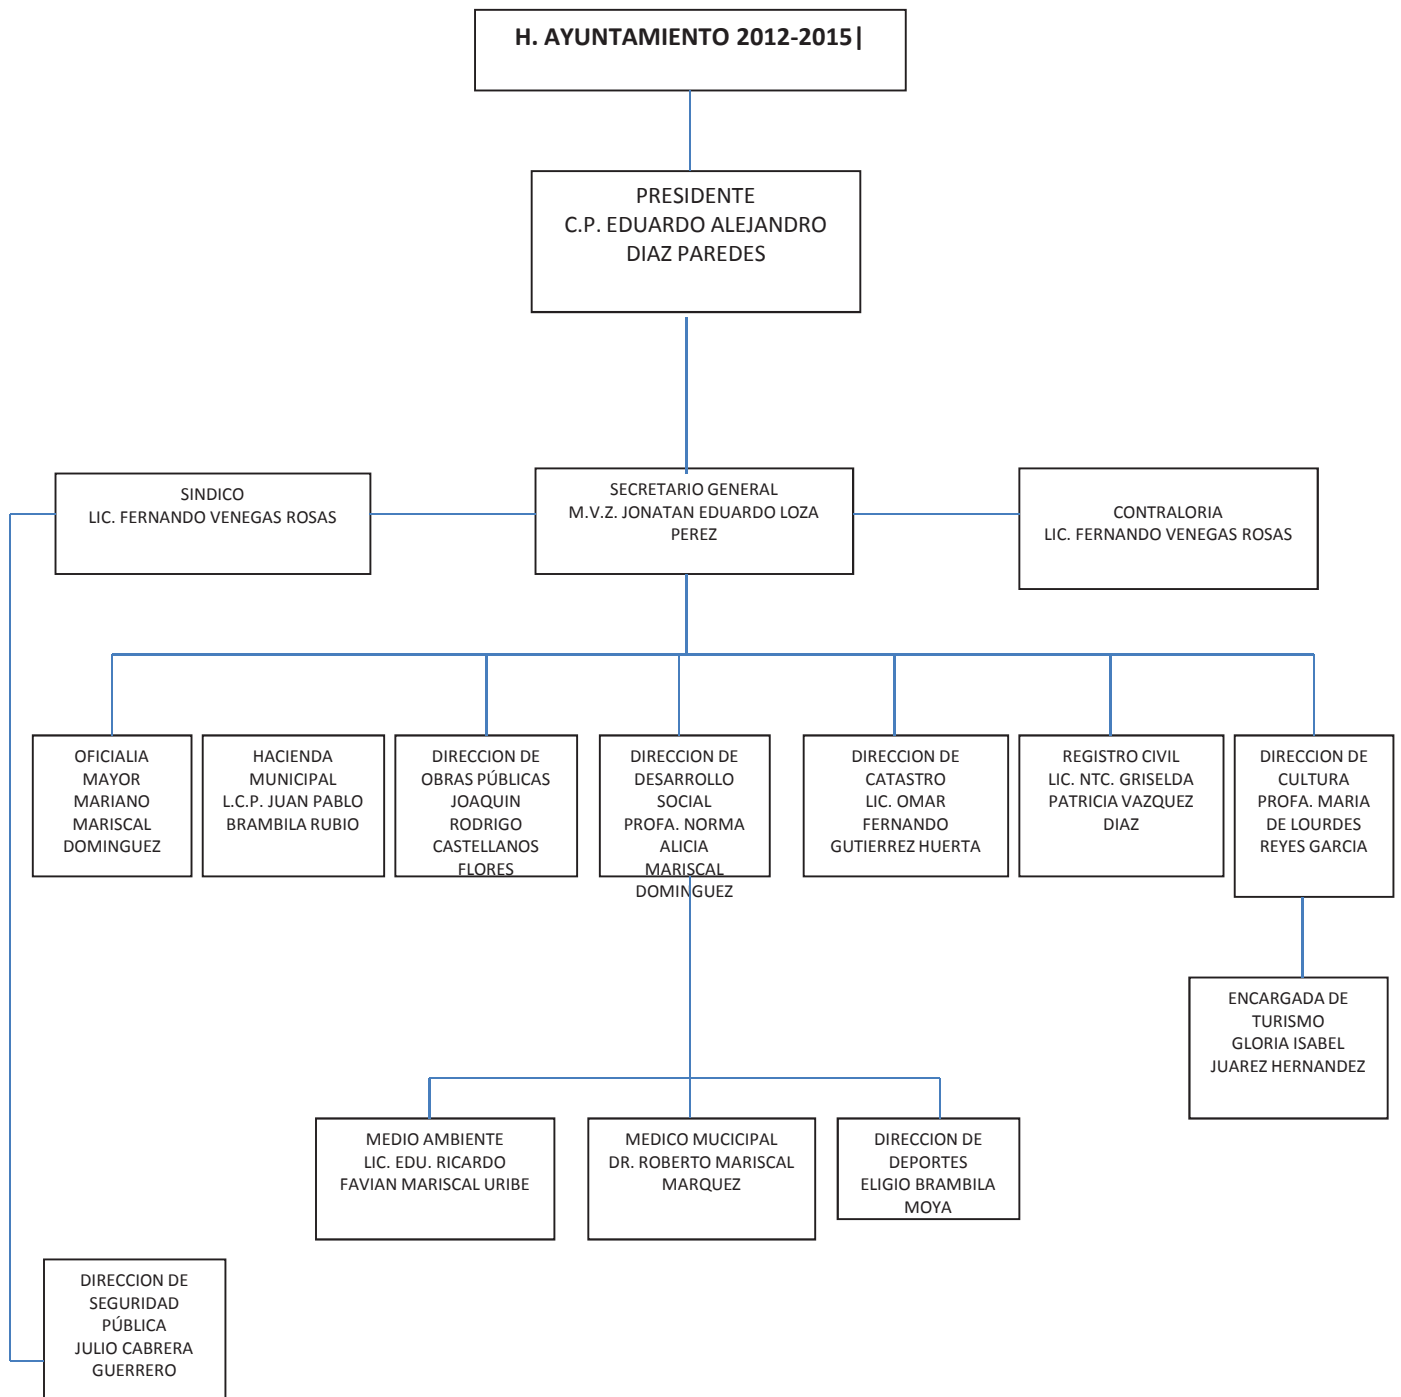 H. AYUNTAMIENTO 2012-2015|
PRESIDENTE
C.P. EDUARDO ALEJANDRO
DIAZ PAREDES
SINDICO
LIC. FERNANDO VENEGAS ROSAS
SECRETARIO GENERAL
M.V.Z. JONATAN EDUARDO LOZA
PEREZ
CONTRALORIA
LIC. FERNANDO VENEGAS ROSAS
OFICIALIA
MAYOR
MARIANO
MARISCAL
DOMINGUEZ
HACIENDA
MUNICIPAL
L.C.P. JUAN PABLO
BRAMBILA RUBIO
DIRECCION DE
OBRAS PÚBLICAS
JOAQUIN
RODRIGO
CASTELLANOS
FLORES
DIRECCION DE
DESARROLLO
SOCIAL
PROFA. NORMA
ALICIA
MARISCAL
DOMINGUEZ
DIRECCION DE
CATASTRO
LIC. OMAR
FERNANDO
GUTIERREZ HUERTA
REGISTRO CIVIL
LIC. NTC. GRISELDA
PATRICIA VAZQUEZ
DIAZ
DIRECCION DE
CULTURA
PROFA. MARIA
DE LOURDES
REYES GARCIA
ENCARGADA DE
TURISMO
GLORIA ISABEL
JUAREZ HERNANDEZ
MEDIO AMBIENTE
LIC. EDU. RICARDO
FAVIAN MARISCAL URIBE
MEDICO MUCICIPAL
DR. ROBERTO MARISCAL
MARQUEZ
DIRECCION DE
DEPORTES
ELIGIO BRAMBILA
MOYA
DIRECCION DE
SEGURIDAD
PÚBLICA
JULIO CABRERA
GUERRERO